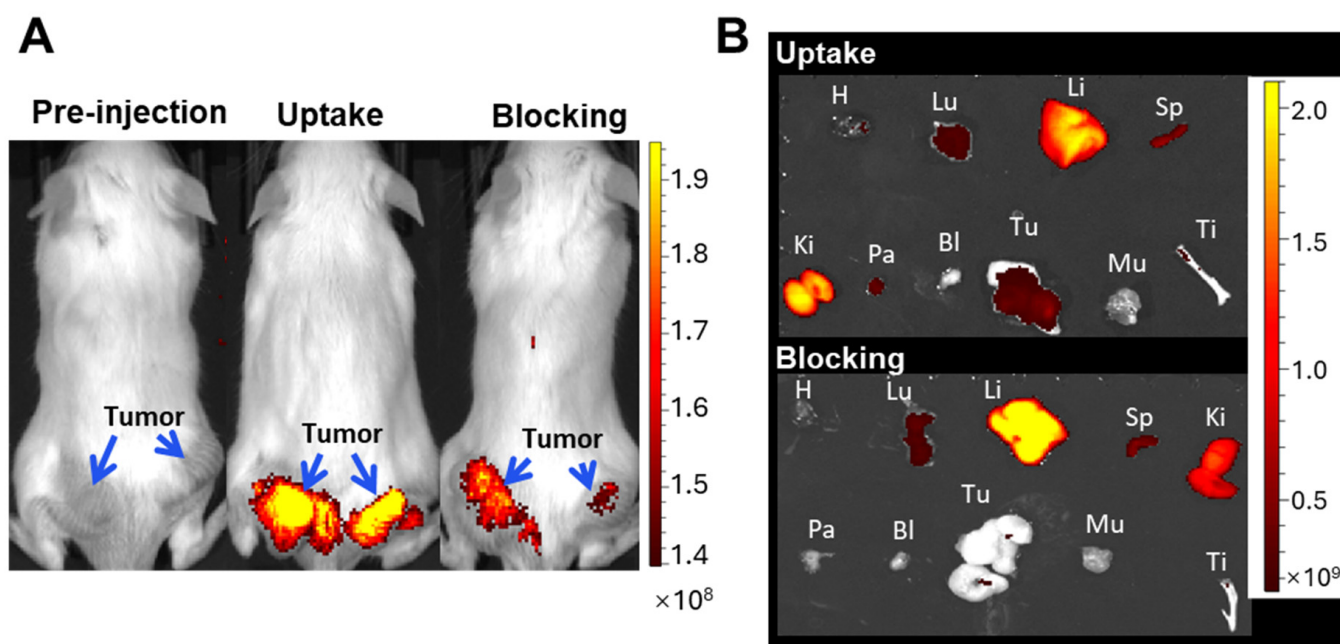 A
Pre-injection Uptake Blocking
Tumor Tumor Tumor
1.9
1.8
1.7
1.6
1.5
1.4
×10⁸
B
Uptake
H Lu Li Sp
Ki Pa Bl Tu Mu Ti
Blocking
H Lu Li Sp Ki
Pa Bl Tu Mu Ti
2.0
1.5
1.0
0.5
×10⁹